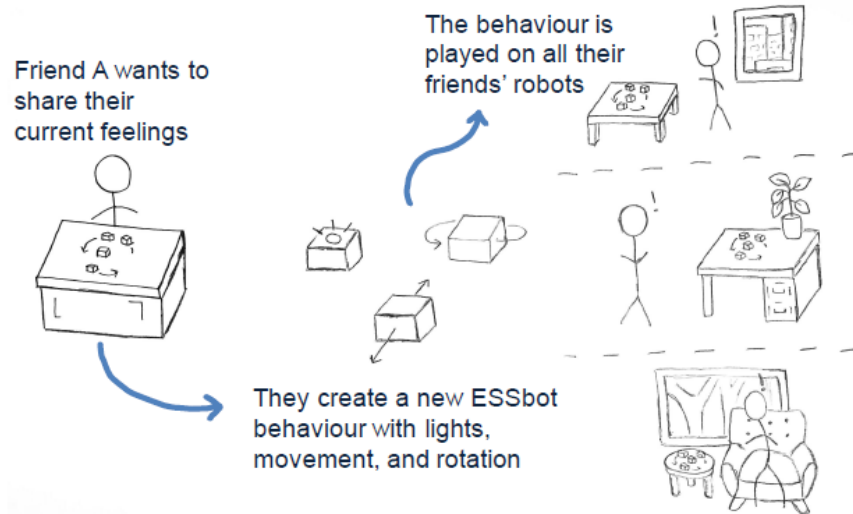 Friend A wants to
share their
current feelings
They create a new ESSbot
behaviour with lights,
movement, and rotation
The behaviour is
played on all their
friends' robots
!
!
!